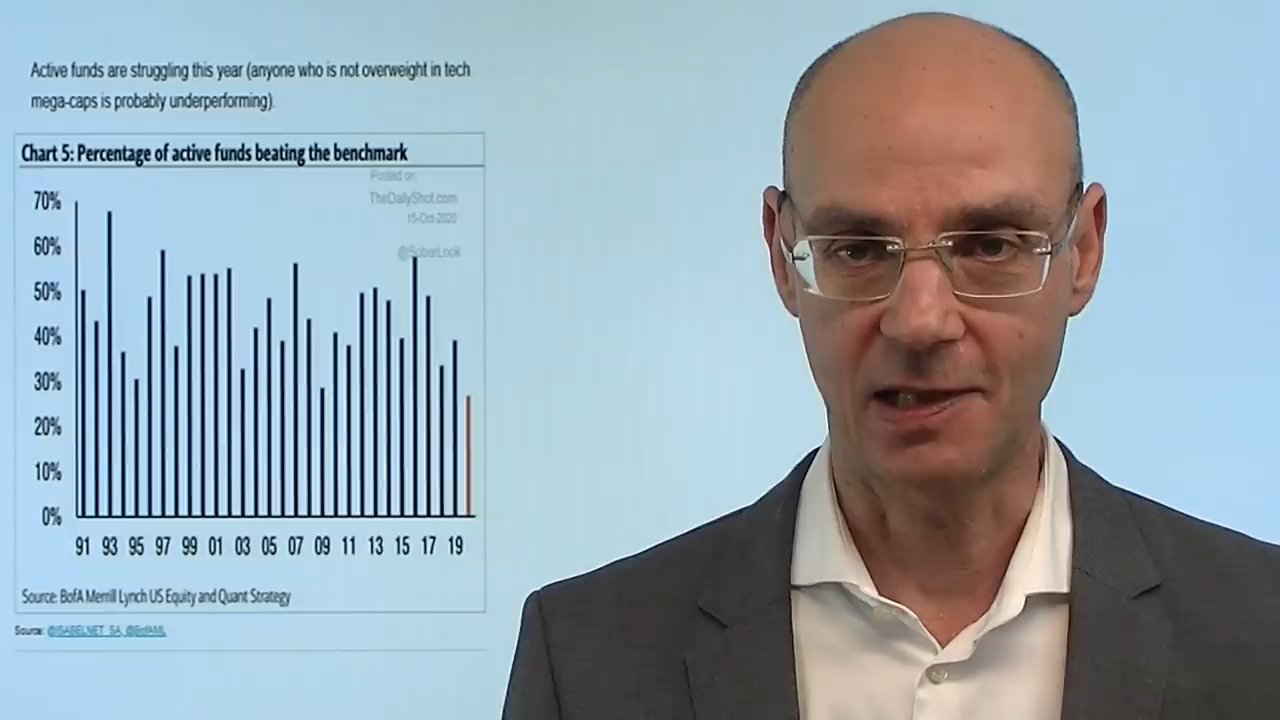 Active funds are struggling this year (anyone who is not overweight in tech
mega-caps is probably underperforming).
Chart 5: Percentage of active funds beating the benchmark
Posted on
TheDailyShot.com
15-Oct-2020
@SoberLook
70%
60%
50%
40%
30%
20%
10%
0%
91 93 95 97 99 01 03 05 07 09 11 13 15 17 19
Source: BofA Merrill Lynch US Equity and Quant Strategy
Source: @ISABELNET_SA, @BofAML